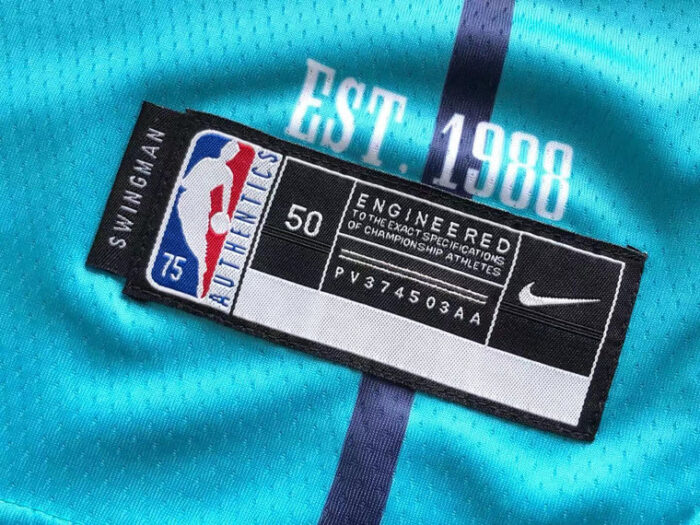 EST. 1988
SWINGMAN
75
AUTHENTICS
50
ENGINEERED
TO THE EXACT SPECIFICATIONS
OF CHAMPIONSHIP ATHLETES
PV374503AA